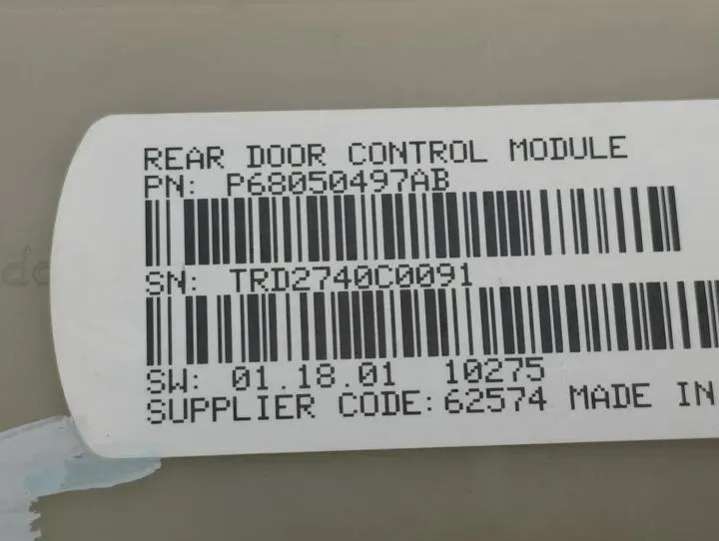 REAR DOOR CONTROL MODULE
PN: P68050497AB
SN: TRD2740C0091
SW: 01.18.01 10275
SUPPLIER CODE: 62574 MADE IN